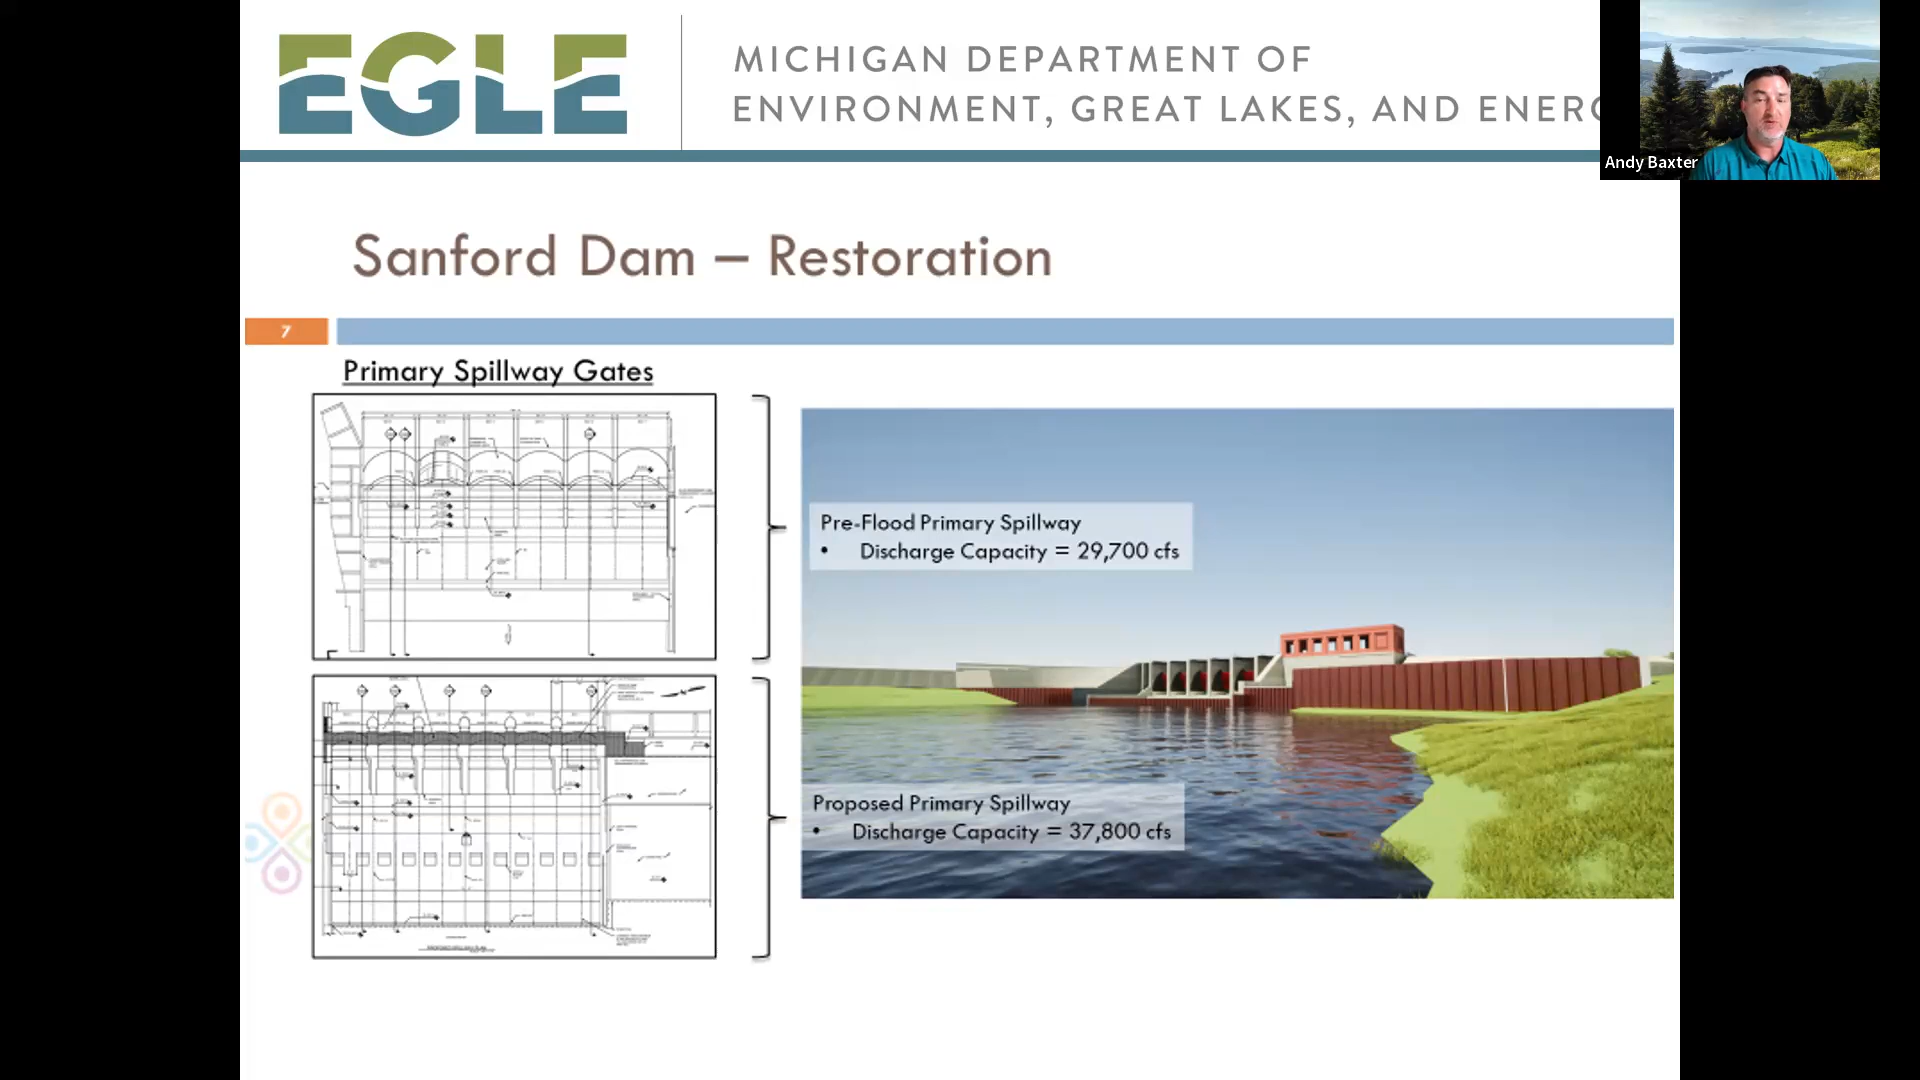 EGLE
MICHIGAN DEPARTMENT OF
ENVIRONMENT, GREAT LAKES, AND ENERG
Andy Baxter
Sanford Dam – Restoration
7
Primary Spillway Gates
Pre-Flood Primary Spillway
• Discharge Capacity = 29,700 cfs
Proposed Primary Spillway
• Discharge Capacity = 37,800 cfs